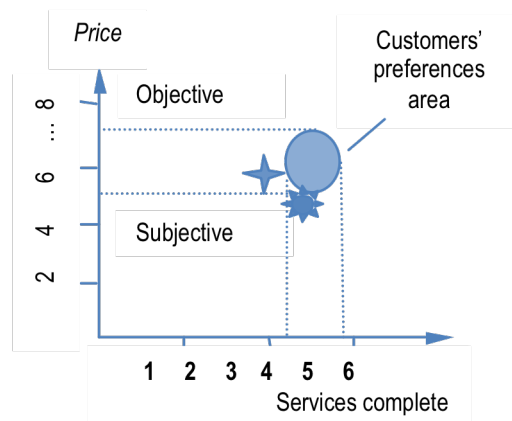 Price
Customers’
preferences
area
Objective
8
...
6
4
2
Subjective
1 2 3 4 5 6
Services complete